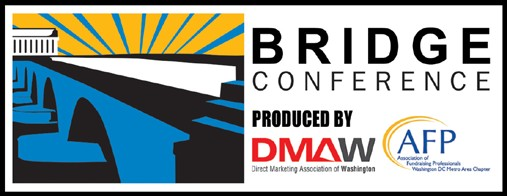 BRIDGE
CONFERENCE
PRODUCED BY
DMAW
Direct Marketing Association of Washington
AFP
Association of
Fundraising Professionals
Washington DC Metro Area Chapter